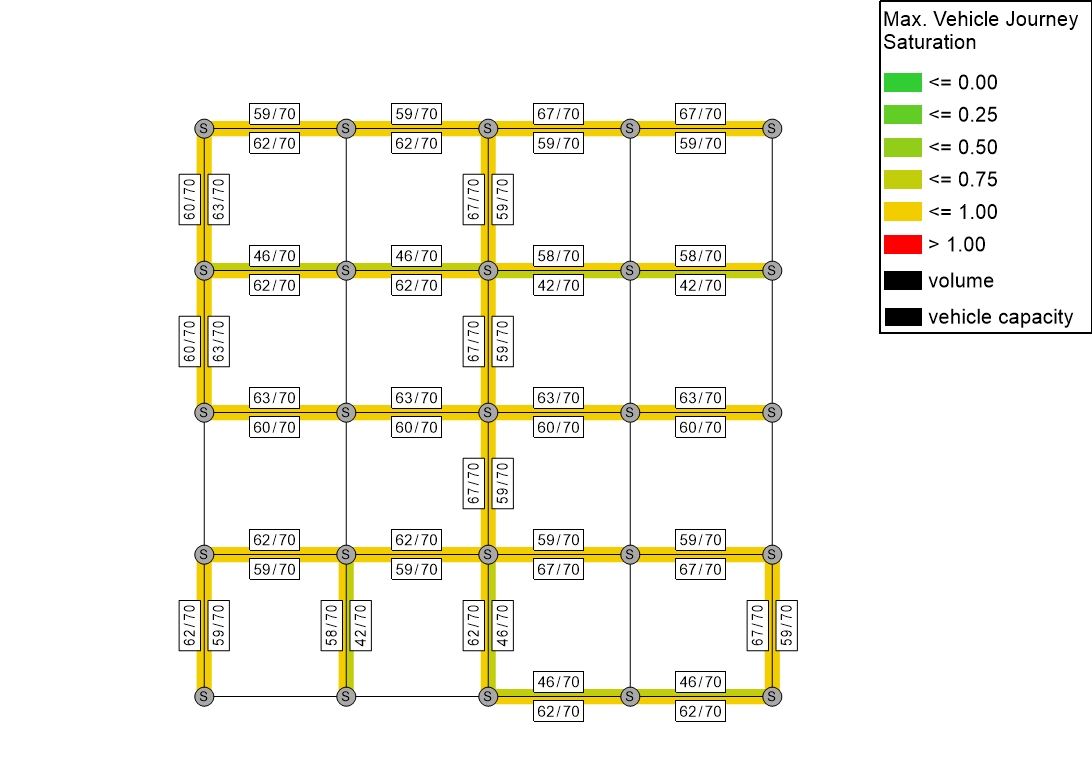 Max. Vehicle Journey
Saturation
<= 0.00
<= 0.25
<= 0.50
<= 0.75
<= 1.00
> 1.00
volume
vehicle capacity
59/70 59/70 67/70 67/70
S S S S S
62/70 62/70 59/70 59/70
60/70 63/70 67/70 59/70
46/70 46/70 58/70 58/70
S S S S S
62/70 62/70 42/70 42/70
60/70 63/70 67/70 59/70
63/70 63/70 63/70 63/70
S S S S S
60/70 60/70 60/70 60/70
67/70 59/70
62/70 62/70 59/70 59/70
S S S S S
59/70 59/70 67/70 67/70
62/70 59/70 58/70 42/70 62/70 46/70 67/70 59/70
46/70 46/70
S S S S S
62/70 62/70